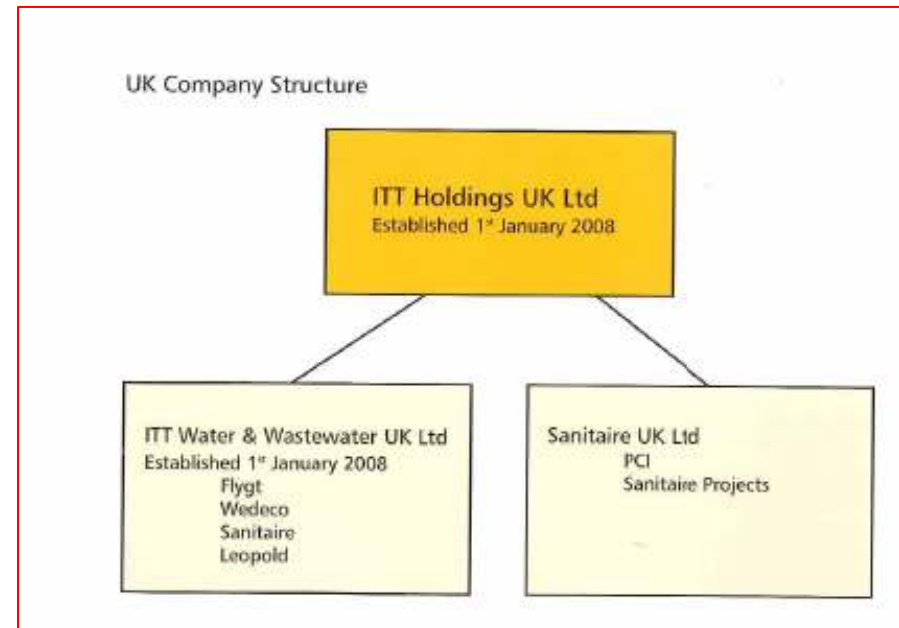 UK Company Structure
ITT Holdings UK Ltd
Established 1st January 2008
ITT Water & Wastewater UK Ltd
Established 1st January 2008
Flygt
Wedeco
Sanitaire
Leopold
Sanitaire UK Ltd
PCI
Sanitaire Projects